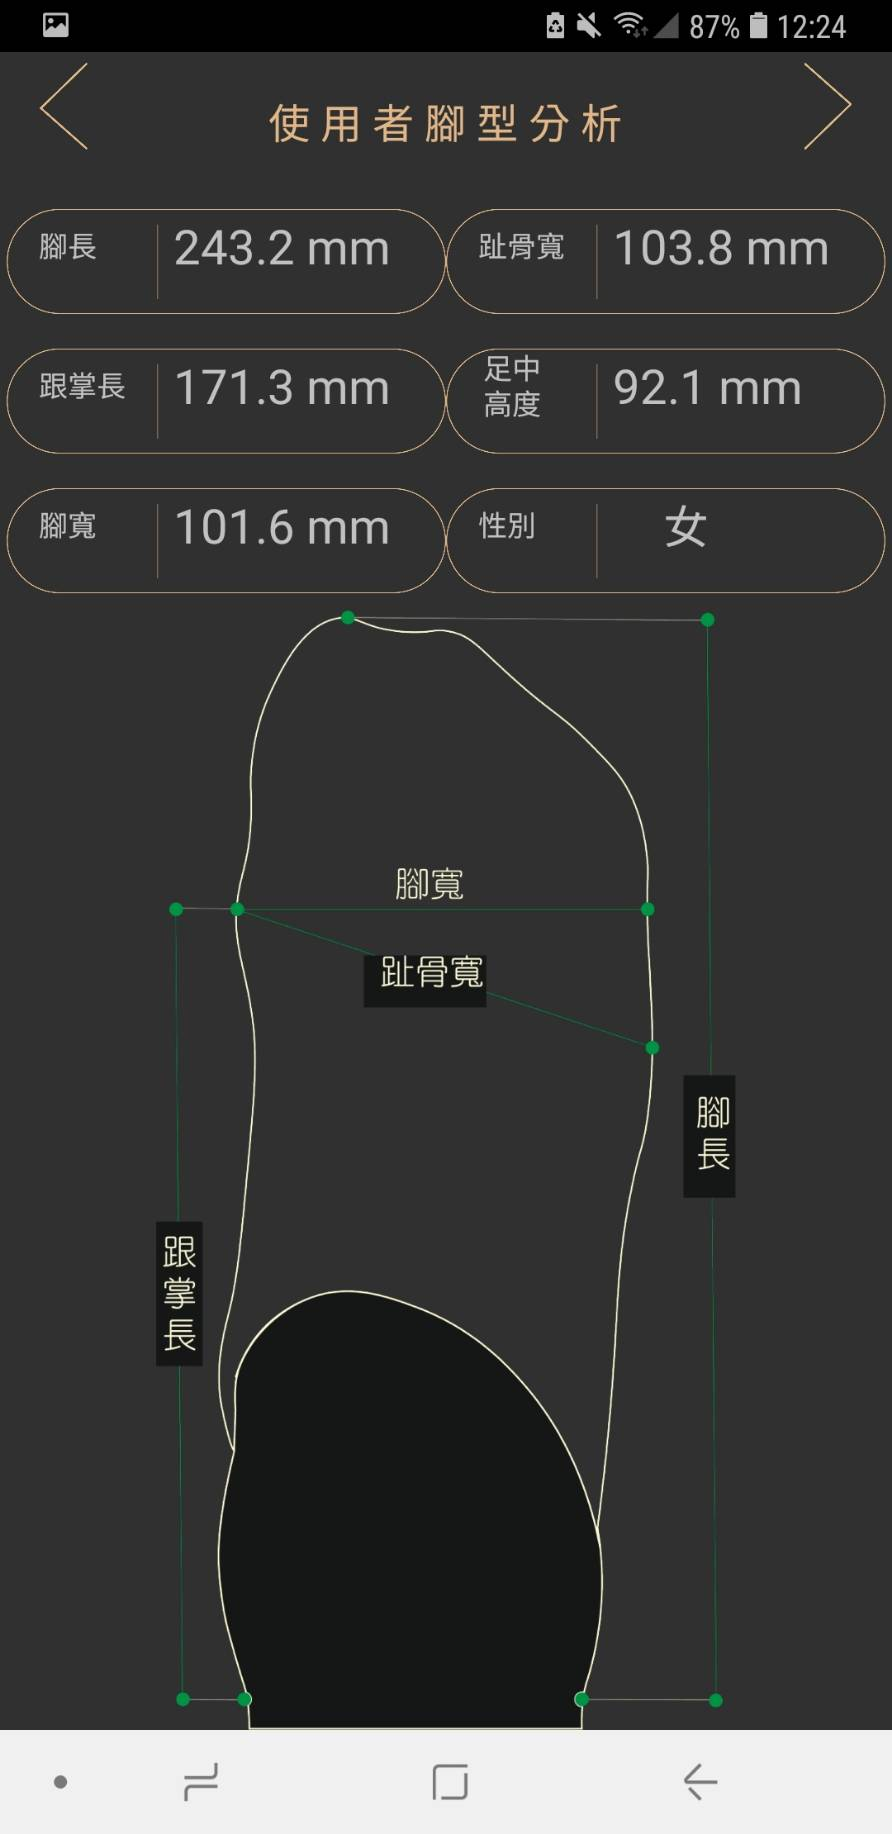 87% 12:24
使用者腳型分析
腳長 243.2 mm
趾骨寬 103.8 mm
跟掌長 171.3 mm
足中高度 92.1 mm
腳寬 101.6 mm
性別 女
腳寬
趾骨寬
腳長
跟掌長